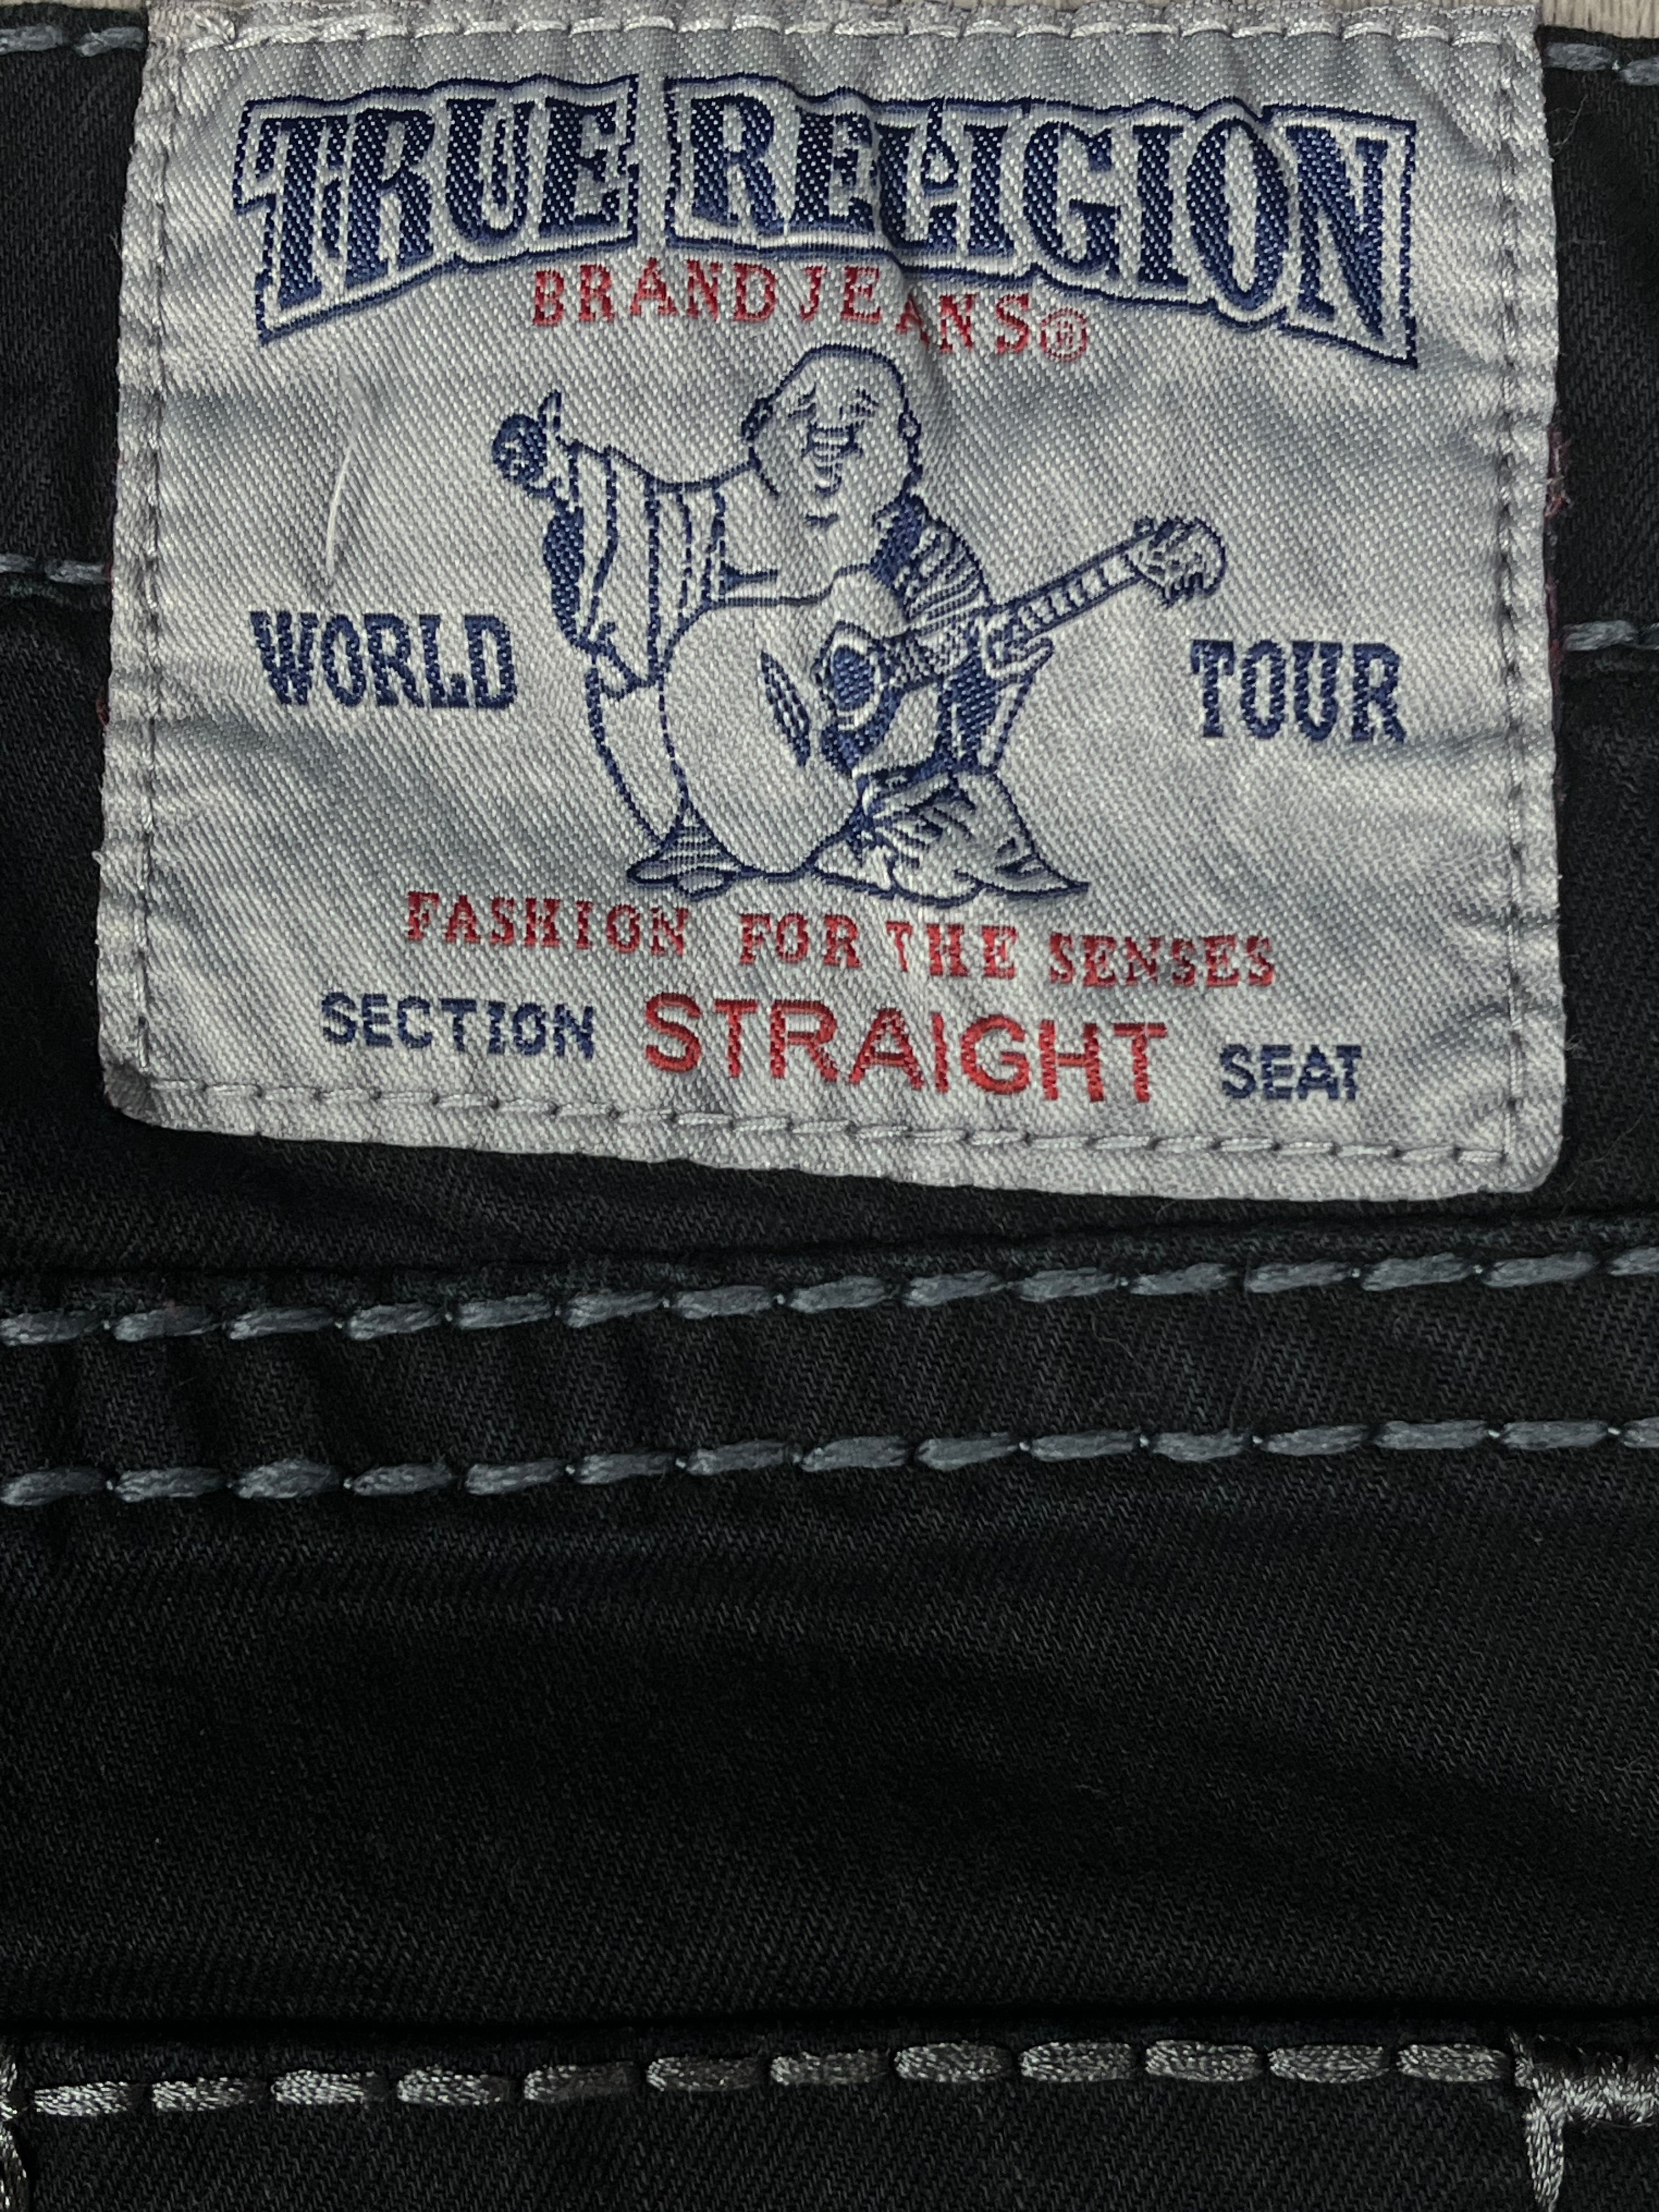 TRUE RELIGION
BRAND JEANS®
WORLD TOUR
FASHION FOR THE SENSES
SECTION STRAIGHT SEAT